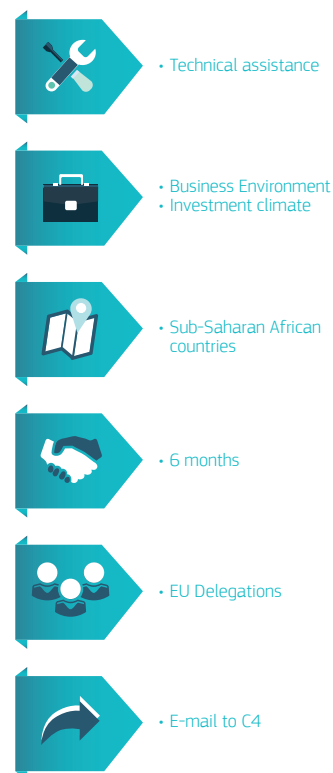 • Technical assistance
• Business Environment
• Investment climate
• Sub-Saharan African
countries
• 6 months
• EU Delegations
• E-mail to C4